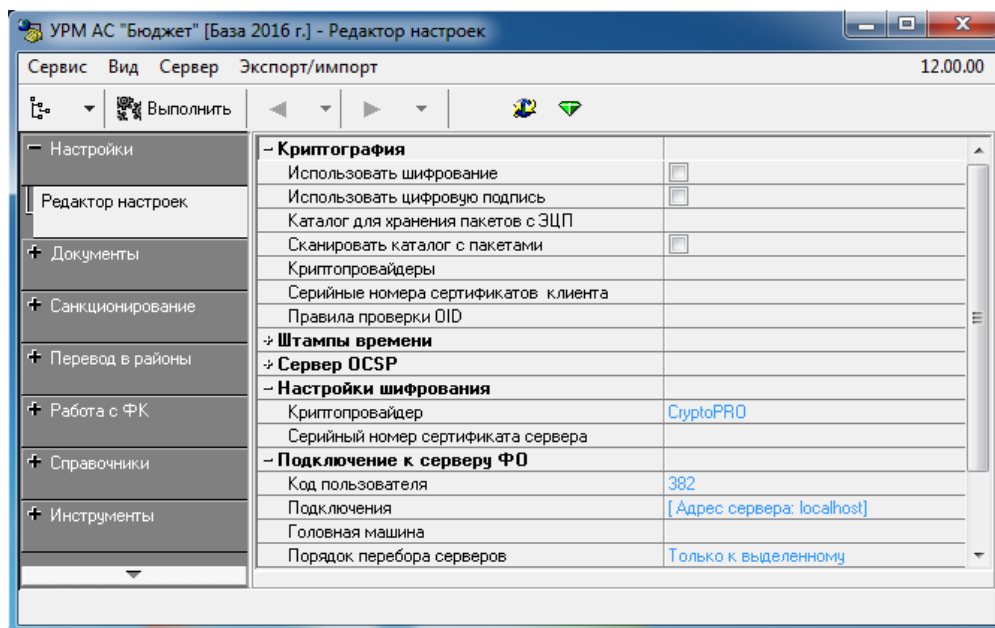 УРМ АС "Бюджет" [База 2016 г.] - Редактор настроек
Сервис Вид Сервер Экспорт/импорт 12.00.00
Выполнить
Настройки
Редактор настроек
Документы
Санкционирование
Перевод в районы
Работа с ФК
Справочники
Инструменты
Криптография
Использовать шифрование
Использовать цифровую подпись
Каталог для хранения пакетов с ЭЦП
Сканировать каталог с пакетами
Криптопровайдеры
Серийные номера сертификатов клиента
Правила проверки OID
Штампы времени
Сервер OCSP
Настройки шифрования
Криптопровайдер CryptoPRO
Серийный номер сертификата сервера
Подключение к серверу ФО
Код пользователя 382
Подключения [ Адрес сервера: localhost]
Головная машина
Порядок перебора серверов Только к выделенному